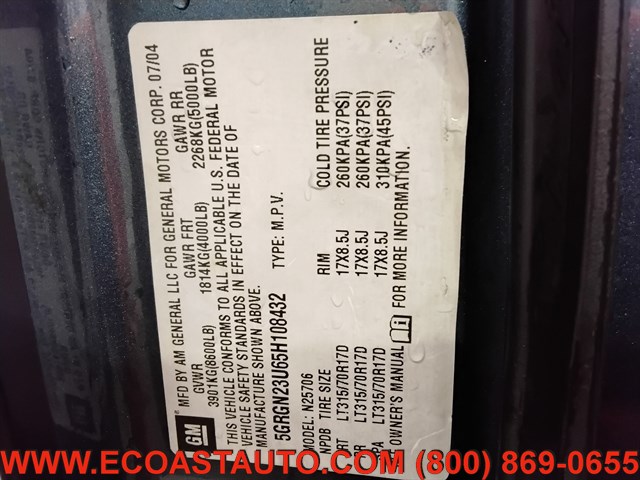 GM
MFD BY AM GENERAL LLC FOR GENERAL MOTORS CORP. 07/04
GVWR GAWR FRT GAWR RR
3901KG(8600LB) 1814KG(4000LB) 2268KG(5000LB)
THIS VEHICLE CONFORMS TO ALL APPLICABLE U.S. FEDERAL MOTOR
VEHICLE SAFETY STANDARDS IN EFFECT ON THE DATE OF
MANUFACTURE SHOWN ABOVE.
5GRGN23U65H108432 TYPE: M.P.V.
MODEL: N25706
NPDB TIRE SIZE RIM COLD TIRE PRESSURE
FRT LT315/70R17D 17X8.5J 260KPA(37PSI)
RR LT315/70R17D 17X8.5J 260KPA(37PSI)
SPA LT315/70R17D 17X8.5J 310KPA(45PSI)
SEE OWNER'S MANUAL i FOR MORE INFORMATION.
WWW.ECOASTAUTO.COM (800) 869-0655